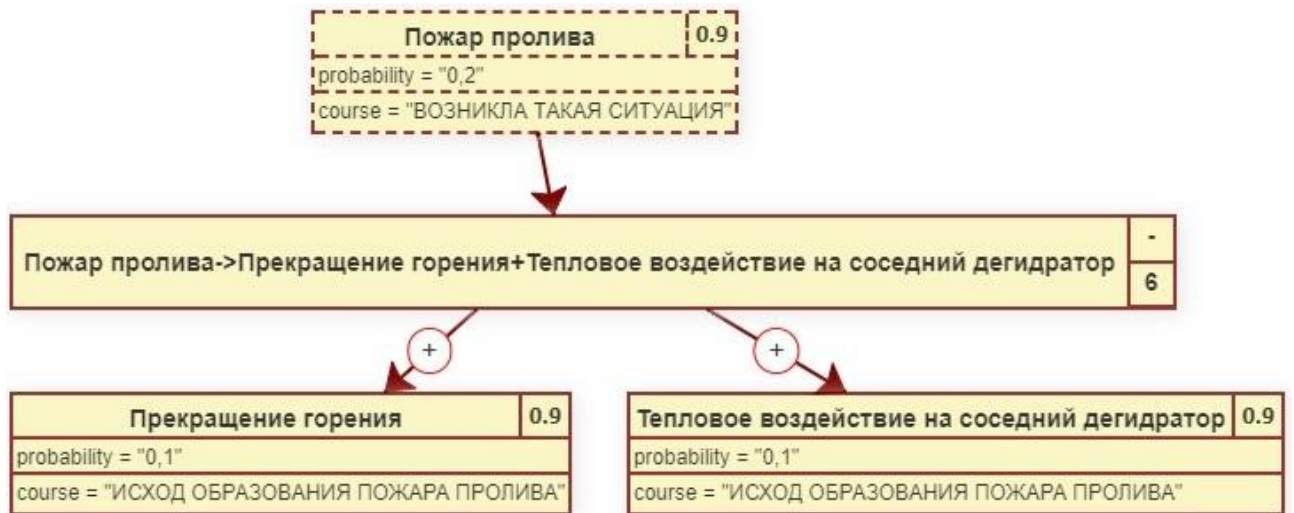 Пожар пролива 0.9
probability = "0,2"
course = "ВОЗНИКЛА ТАКАЯ СИТУАЦИЯ"
Пожар пролива->Прекращение горения+Тепловое воздействие на соседний дегидратор
-
6
+
+
Прекращение горения 0.9
probability = "0,1"
course = "ИСХОД ОБРАЗОВАНИЯ ПОЖАРА ПРОЛИВА"
Тепловое воздействие на соседний дегидратор 0.9
probability = "0,1"
course = "ИСХОД ОБРАЗОВАНИЯ ПОЖАРА ПРОЛИВА"